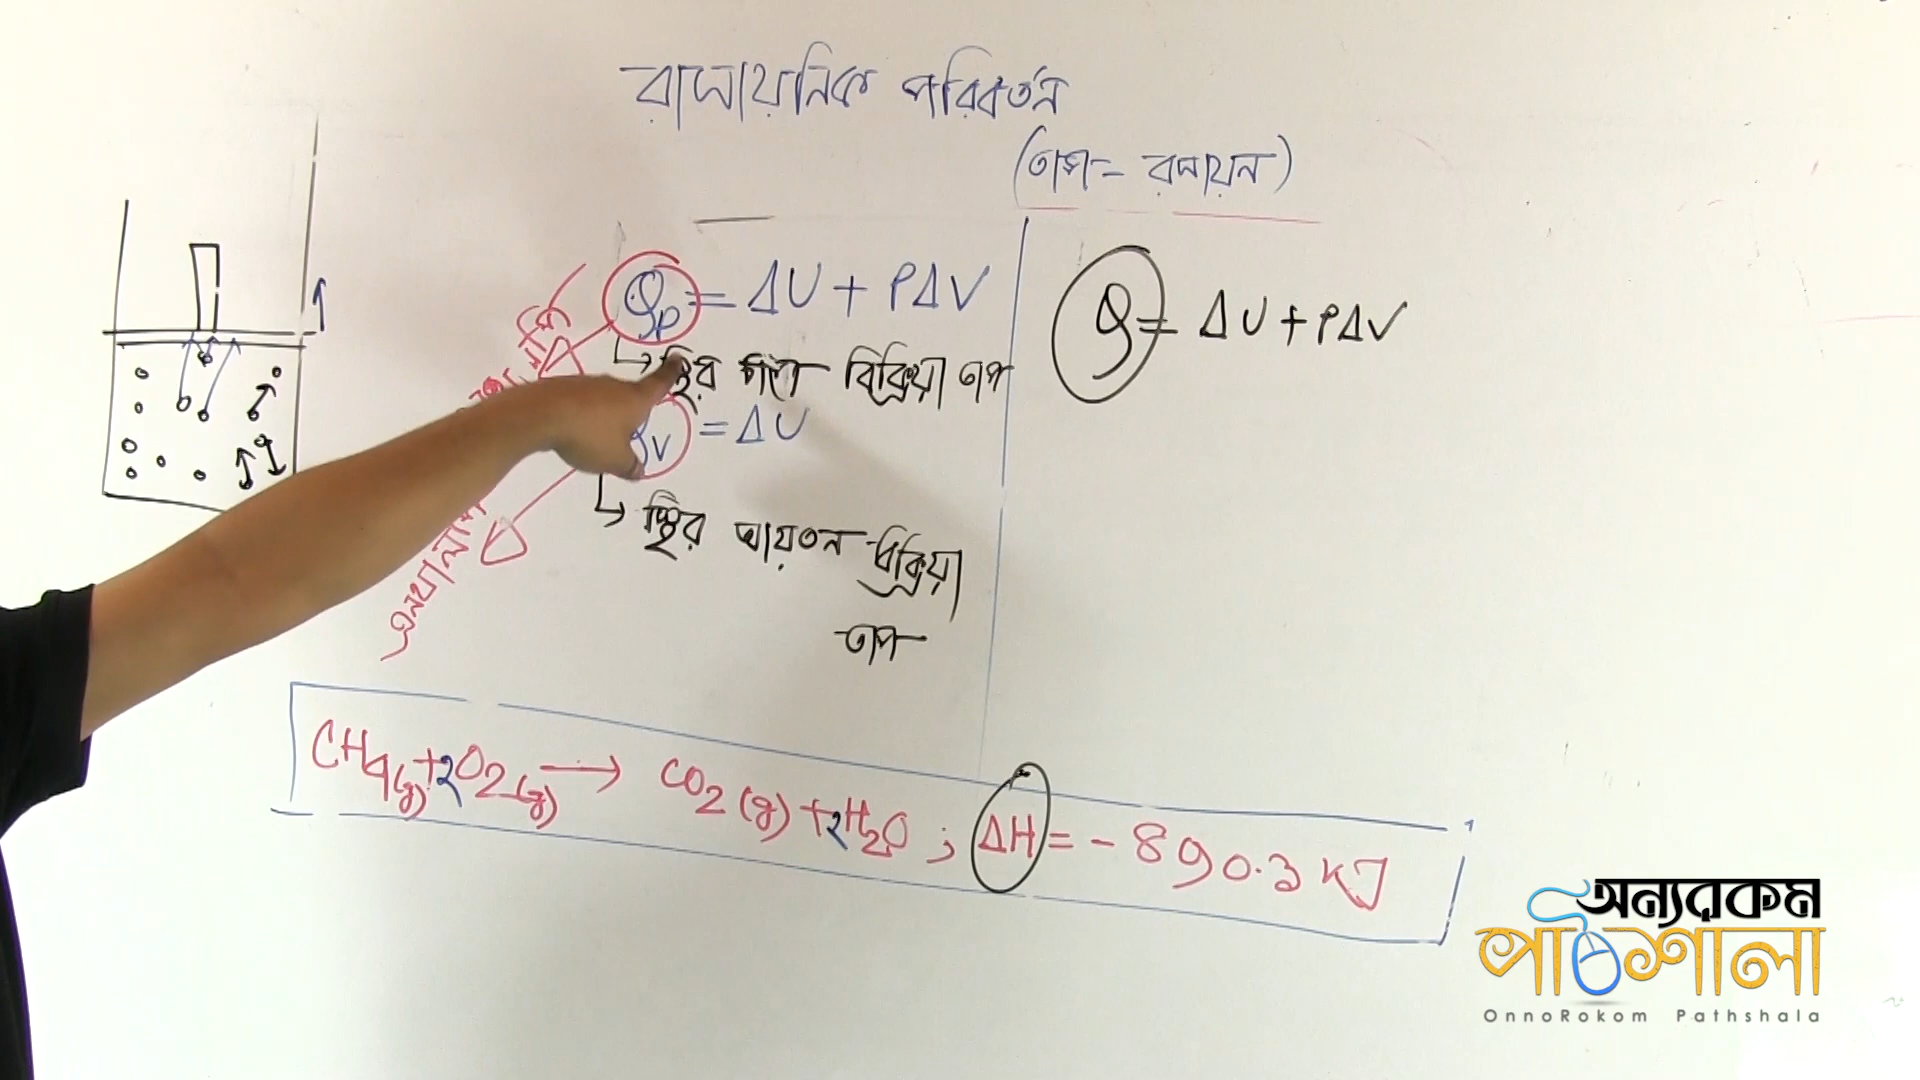 রাসায়নিক পরিবর্তন
(তাপ- রসায়ন)
Qp = ΔU + PΔV
স্থির চাপে বিক্রিয়া তাপ
V = ΔU
স্থির আয়তন বিক্রিয়া
তাপ
Q = ΔU + PΔV
CH4(g) + 2O2(g) → CO2(g) + 2H2O ; ΔH = - 890.3 KJ
অন্যরকম
পাঠশালা
OnnoRokom Pathshala